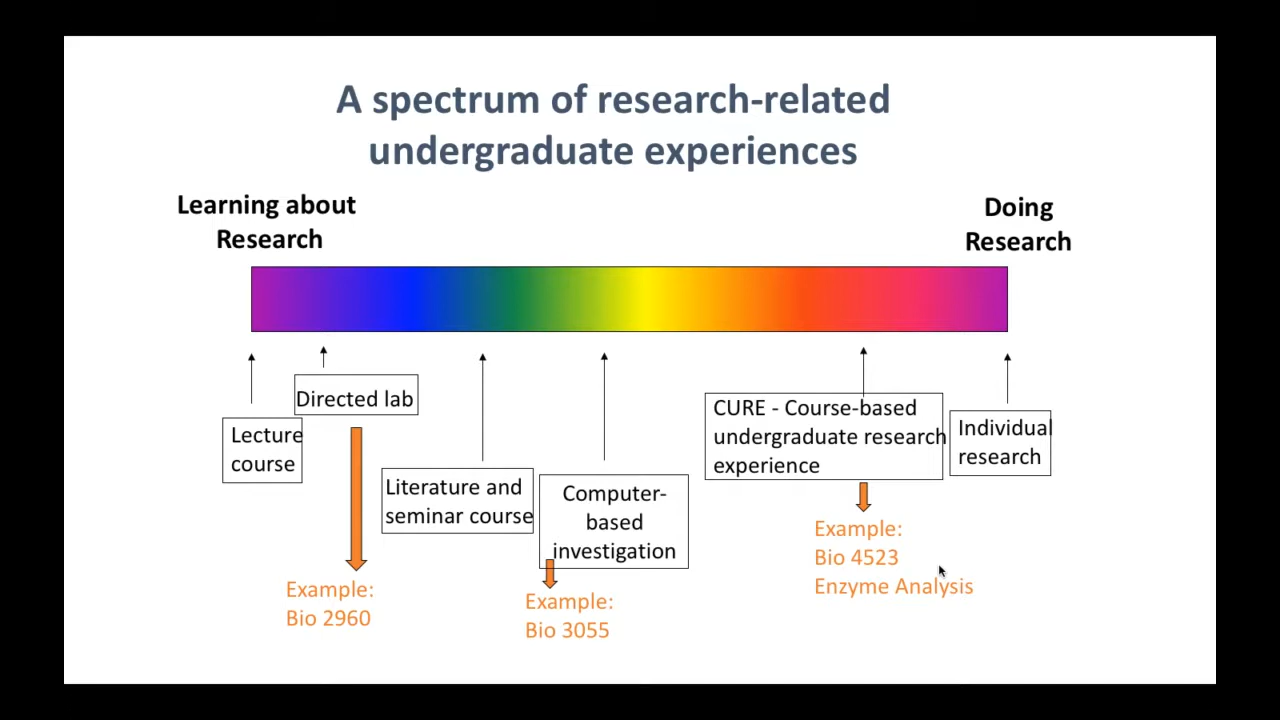 A spectrum of research-related
undergraduate experiences
Learning about
Research
Doing
Research
Directed lab
Lecture
course
Literature and
seminar course
Computer-
based
investigation
CURE - Course-based
undergraduate research
experience
Individual
research
Example:
Bio 2960
Example:
Bio 3055
Example:
Bio 4523
Enzyme Analysis